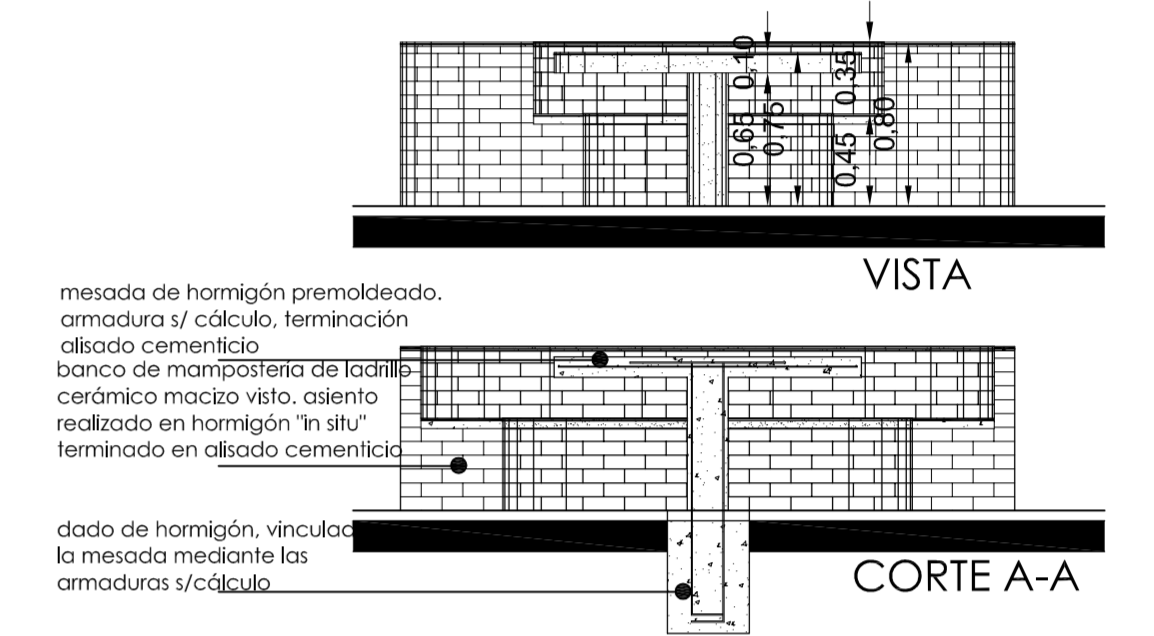 0,10
0,65
0,75
0,35
0,45
0,80
VISTA
mesada de hormigón premoldeado.
armadura s/ cálculo, terminación
alisado cementicio
banco de mampostería de ladrillo
cerámico macizo visto. asiento
realizado en hormigón "in situ"
terminado en alisado cementicio
dado de hormigón, vinculad
la mesada mediante las
armaduras s/cálculo
CORTE A-A